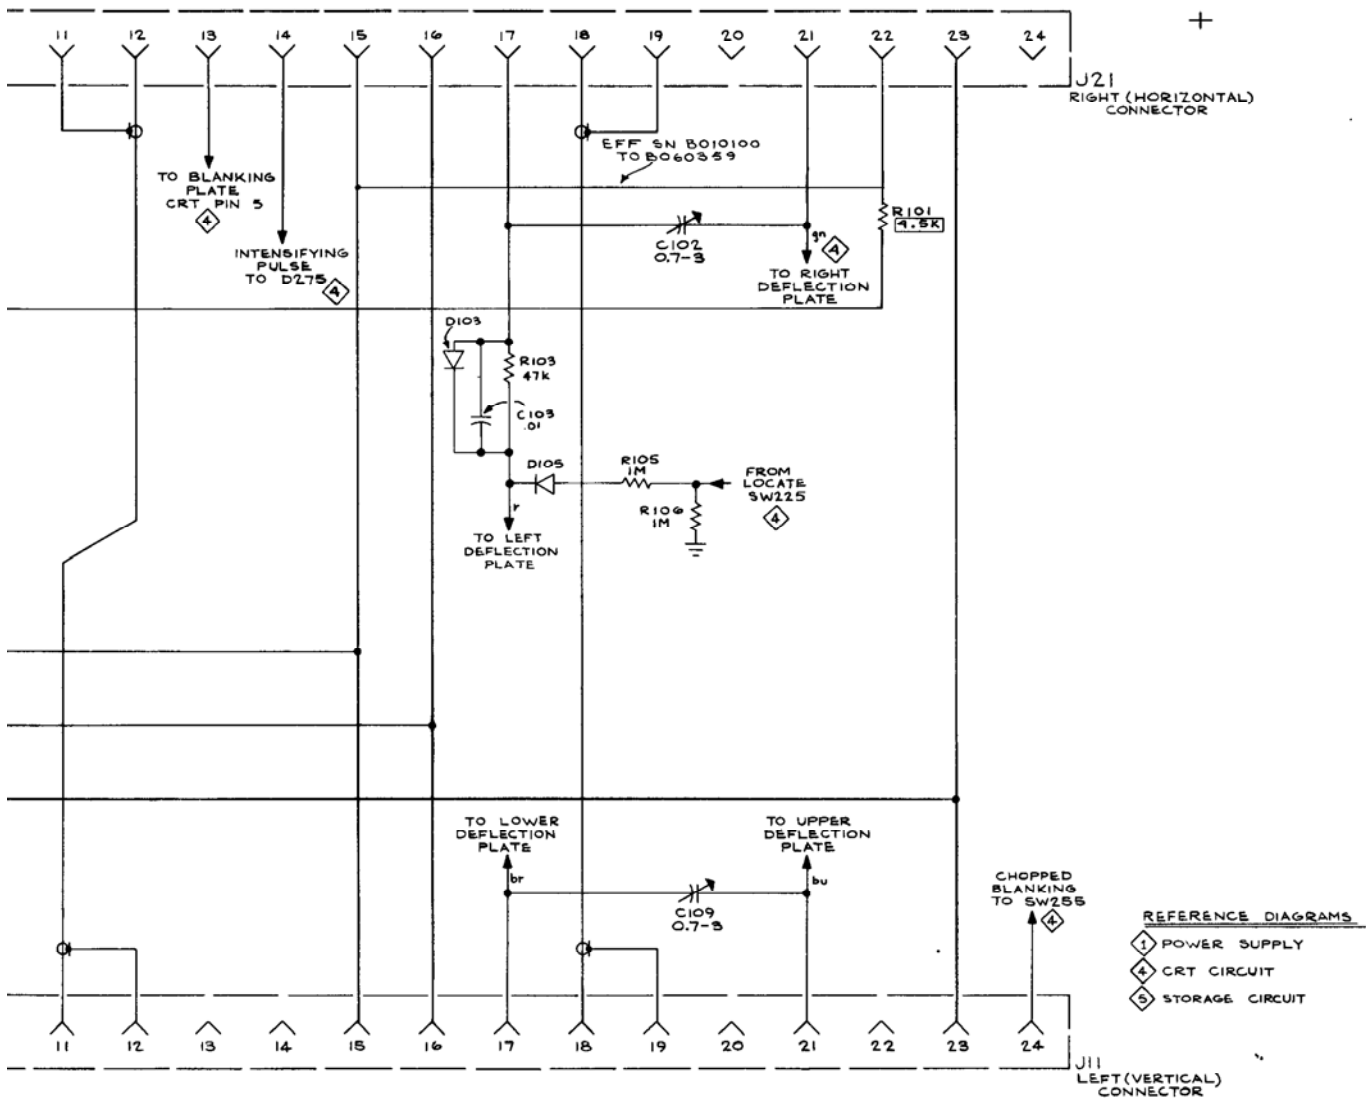 11 12 13 14 15 16 17 18 19 20 21 22 23 24
J21
RIGHT (HORIZONTAL)
CONNECTOR
EFF SN B010100
TO B060359
TO BLANKING
PLATE
CRT PIN 5
4
INTENSIFYING
PULSE
TO D275
4
R101
4.5K
C102
0.7-3
gn
4
TO RIGHT
DEFLECTION
PLATE
D103
R103
47K
C103
.01
D105
R105
1M
FROM
LOCATE
SW225
4
R106
1M
r
TO LEFT
DEFLECTION
PLATE
TO LOWER
DEFLECTION
PLATE
br
TO UPPER
DEFLECTION
PLATE
bu
C109
0.7-3
CHOPPED
BLANKING
TO SW255
4
REFERENCE DIAGRAMS
1 POWER SUPPLY
4 CRT CIRCUIT
5 STORAGE CIRCUIT
11 12 13 14 15 16 17 18 19 20 21 22 23 24
J11
LEFT (VERTICAL)
CONNECTOR